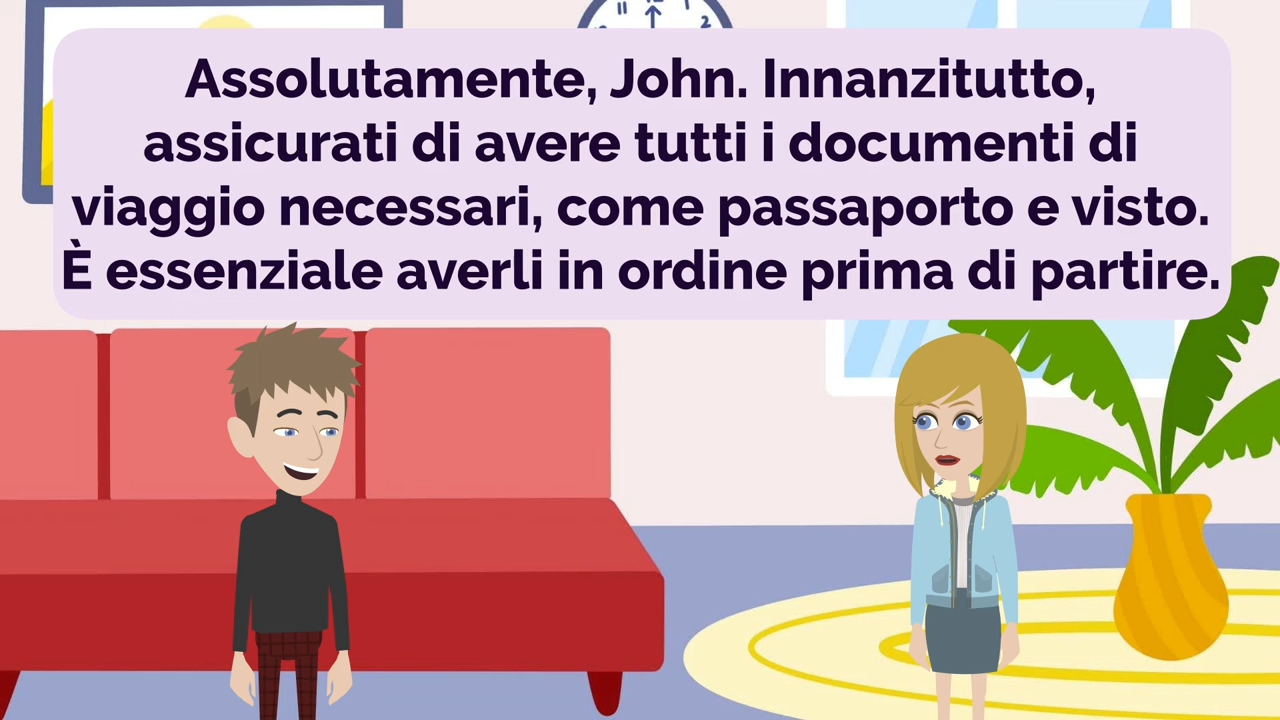 Assolutamente, John. Innanzitutto,
assicurati di avere tutti i documenti di
viaggio necessari, come passaporto e visto.
È essenziale averli in ordine prima di partire.
2